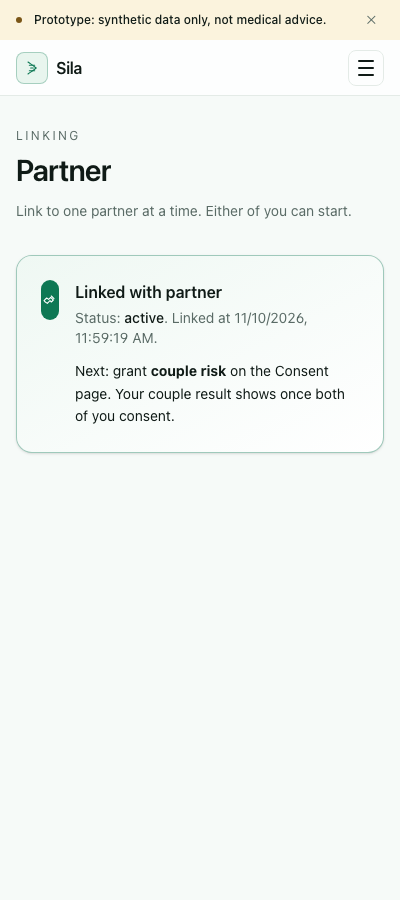 Prototype: synthetic data only, not medical advice.
Sila
LINKING
Partner
Link to one partner at a time. Either of you can start.
Linked with partner
Status: active. Linked at 11/10/2026,
11:59:19 AM.
Next: grant couple risk on the Consent
page. Your couple result shows once both
of you consent.